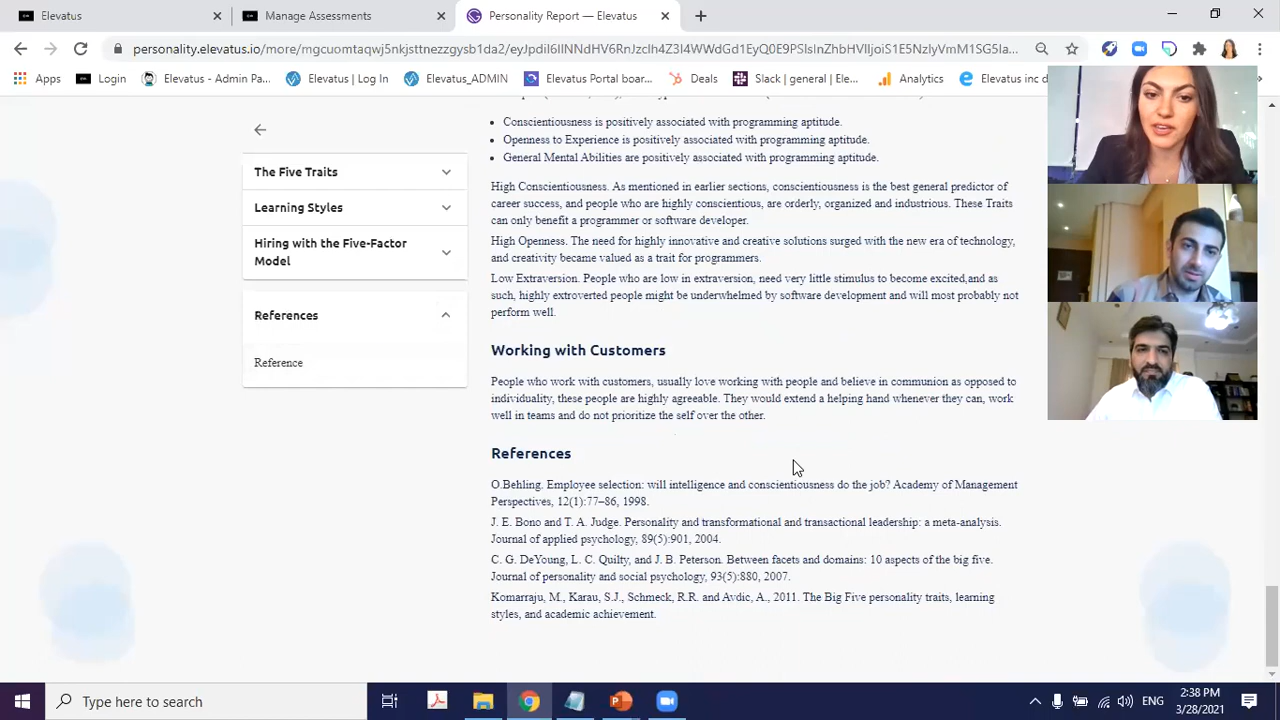 Elevatus
Manage Assessments
Personality Report — Elevatus
personality.elevatus.io/more/mgcuomtaqwj5nkjsttnezzgysb1da2/
Apps
Login
Elevatus - Admin Pa...
Elevatus | Log In
Elevatus_ADMIN
Elevatus Portal boar...
Deals
Slack | general | Ele...
Analytics
Elevatus inc d
The Five Traits
Learning Styles
Hiring with the Five-Factor
Model
References
Reference
• Conscientiousness is positively associated with programming aptitude.
• Openness to Experience is positively associated with programming aptitude.
• General Mental Abilities are positively associated with programming aptitude.
High Conscientiousness. As mentioned in earlier sections, conscientiousness is the best general predictor of
career success, and people who are highly conscientious, are orderly, organized and industrious. These Traits
can only benefit a programmer or software developer.
High Openness. The need for highly innovative and creative solutions surged with the new era of technology,
and creativity became valued as a trait for programmers.
Low Extraversion. People who are low in extraversion, need very little stimulus to become excited,and as
such, highly extroverted people might be underwhelmed by software development and will most probably not
perform well.
Working with Customers
People who work with customers, usually love working with people and believe in communion as opposed to
individuality, these people are highly agreeable. They would extend a helping hand whenever they can, work
well in teams and do not prioritize the self over the other.
References
O.Behling. Employee selection: will intelligence and conscientiousness do the job? Academy of Management
Perspectives, 12(1):77–86, 1998.
J. E. Bono and T. A. Judge. Personality and transformational and transactional leadership: a meta-analysis.
Journal of applied psychology, 89(5):901, 2004.
C. G. DeYoung, L. C. Quilty, and J. B. Peterson. Between facets and domains: 10 aspects of the big five.
Journal of personality and social psychology, 93(5):880, 2007.
Komarraju, M., Karau, S.J., Schmeck, R.R. and Avdic, A., 2011. The Big Five personality traits, learning
styles, and academic achievement.
Type here to search
ENG
2:38 PM
3/28/2021